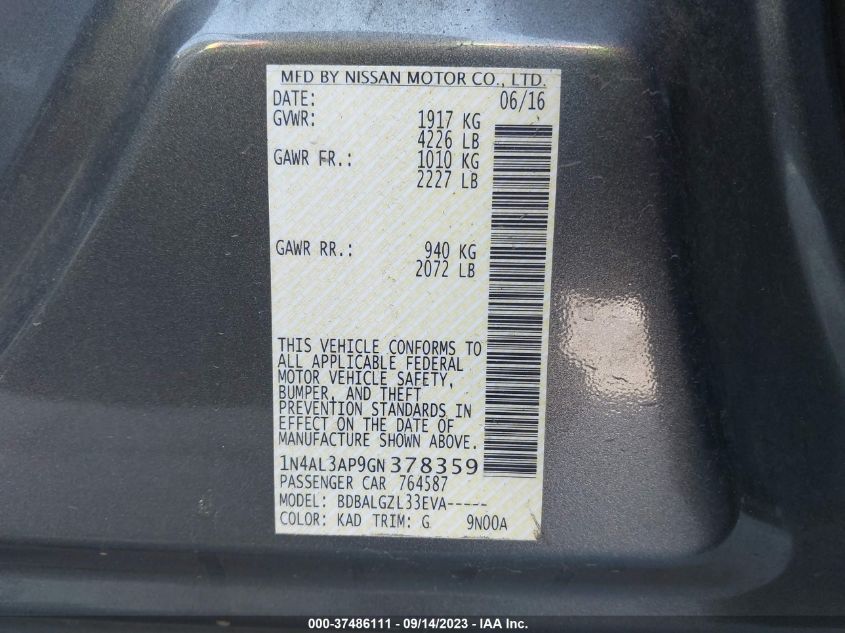 MFD BY NISSAN MOTOR CO., LTD.
DATE: 06/16
GVWR: 1917 KG
4226 LB
GAWR FR.: 1010 KG
2227 LB
GAWR RR.: 940 KG
2072 LB
THIS VEHICLE CONFORMS TO
ALL APPLICABLE FEDERAL
MOTOR VEHICLE SAFETY,
BUMPER, AND THEFT
PREVENTION STANDARDS IN
EFFECT ON THE DATE OF
MANUFACTURE SHOWN ABOVE.
1N4AL3AP9GN378359
PASSENGER CAR 764587
MODEL: BDBALGZL33EVA-----
COLOR: KAD TRIM: G 9N00A
000-37486111 - 09/14/2023 - IAA Inc.